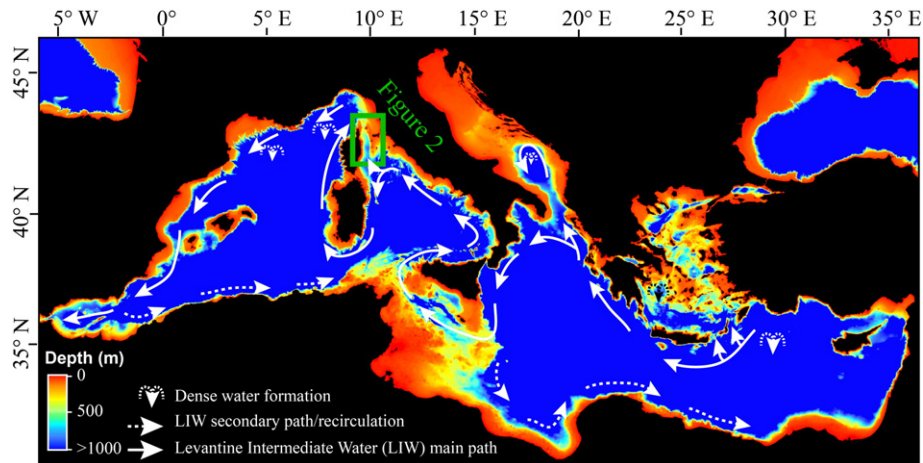 5° W 0° 5° E 10° E 15° E 20° E 25° E 30° E 35° E
45° N
40° N
35° N
Figure 2
Depth (m)
0
500
>1000
Dense water formation
LIW secondary path/recirculation
Levantine Intermediate Water (LIW) main path